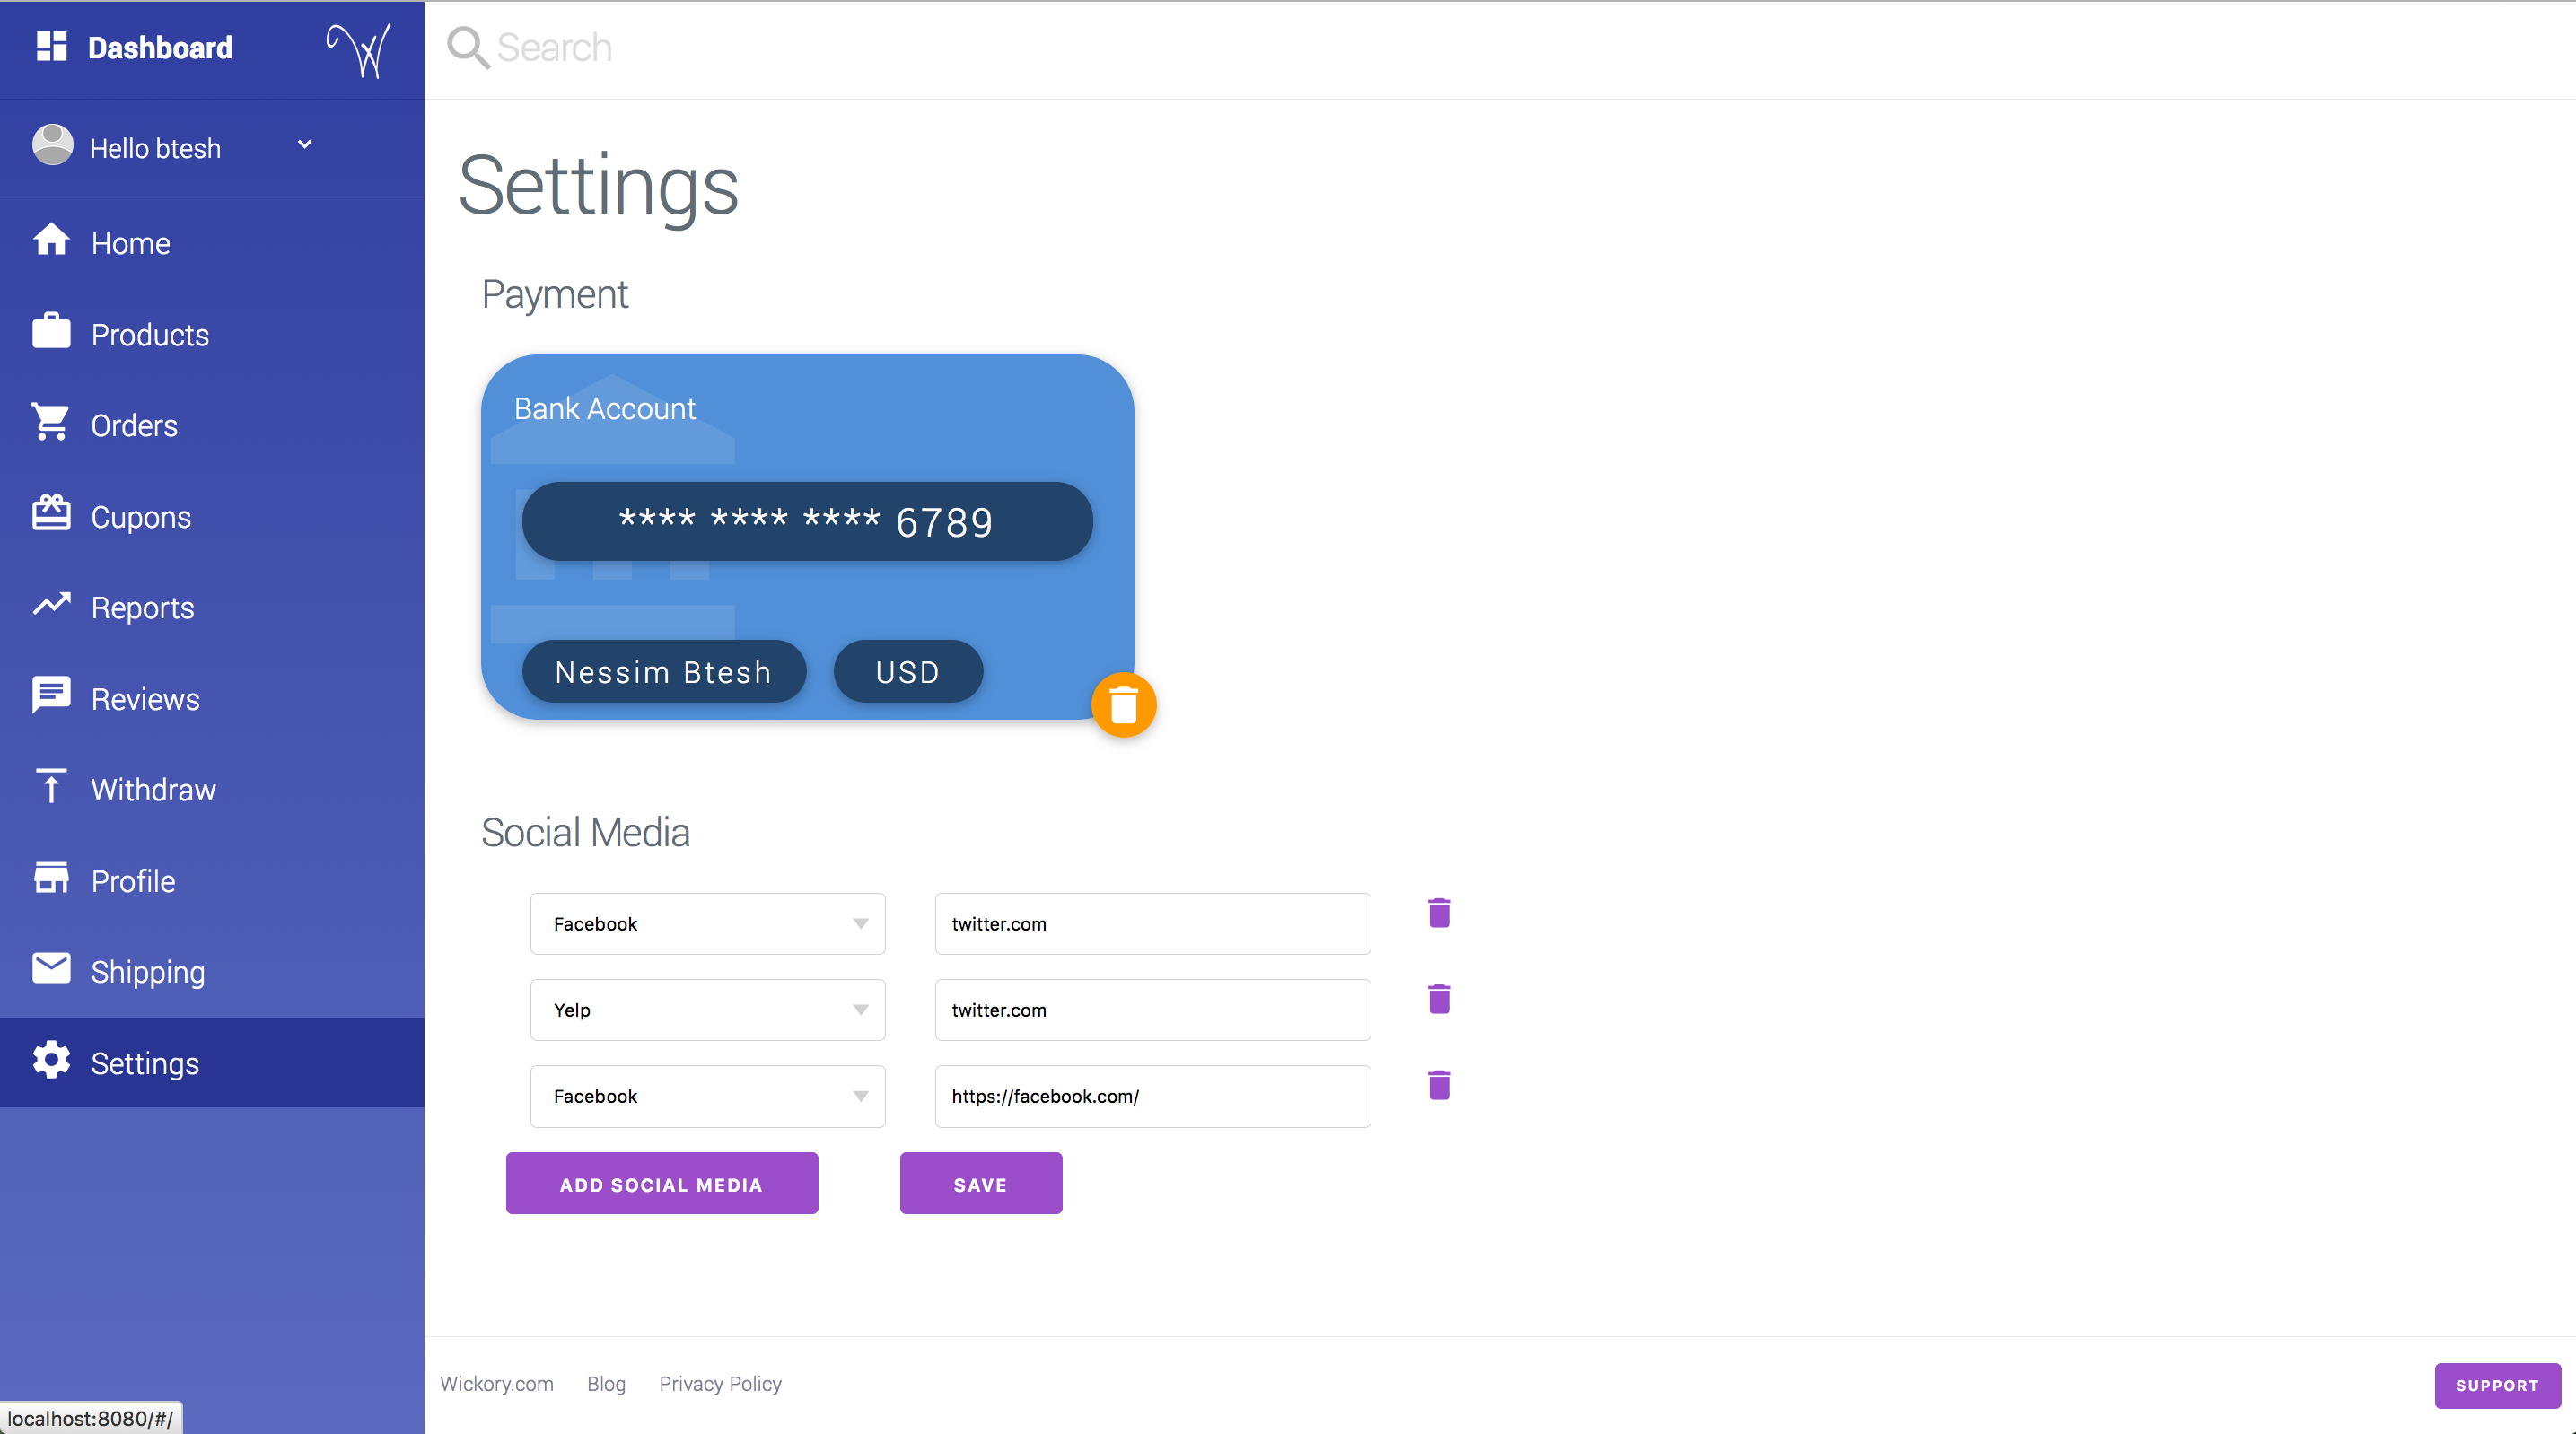 Dashboard
W
Search
Hello btesh
Home
Products
Orders
Cupons
Reports
Reviews
Withdraw
Profile
Shipping
Settings
Settings
Payment
Bank Account
**** **** **** 6789
Nessim Btesh USD
Social Media
Facebook twitter.com
Yelp twitter.com
Facebook https://facebook.com/
ADD SOCIAL MEDIA SAVE
Wickory.com Blog Privacy Policy SUPPORT
localhost:8080/#/